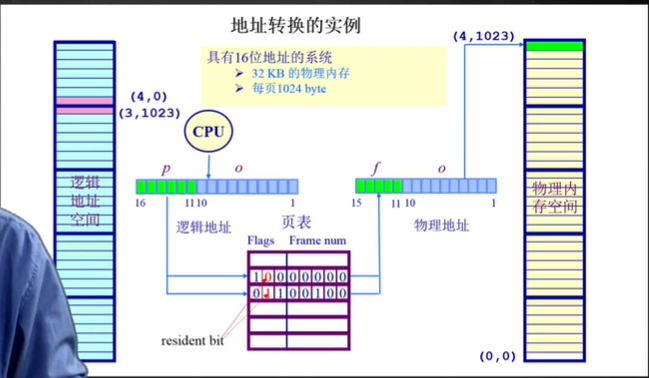 地址转换的实例
(4,1023)
具有16位地址的系统
➢ 32 KB 的物理内存
➢ 每页1024 byte
(4,0)
(3,1023)
CPU
p o
f o
16 11 10 1
15 11 10 1
逻辑
地址
空间
物理内
存空间
逻辑地址
页表
物理地址
Flags Frame num
1 0 0 0 0 0 0 0
0 1 1 0 0 1 0 0
resident bit
(0,0)